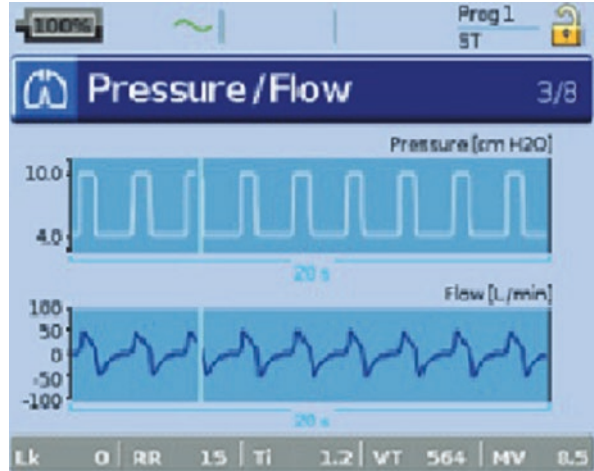 100%
Prog 1
ST
Pressure/Flow 3/8
Pressure [cm H2O]
10.0
4.0
20 s
Flow [L/min]
100
50
0
-50
-100
20 s
Lk 0 RR 15 Ti 1.2 VT 564 MV 8.5